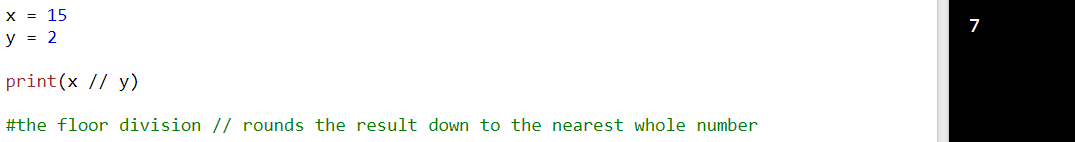 x = 15
y = 2
print(x // y)
#the floor division // rounds the result down to the nearest whole number
7